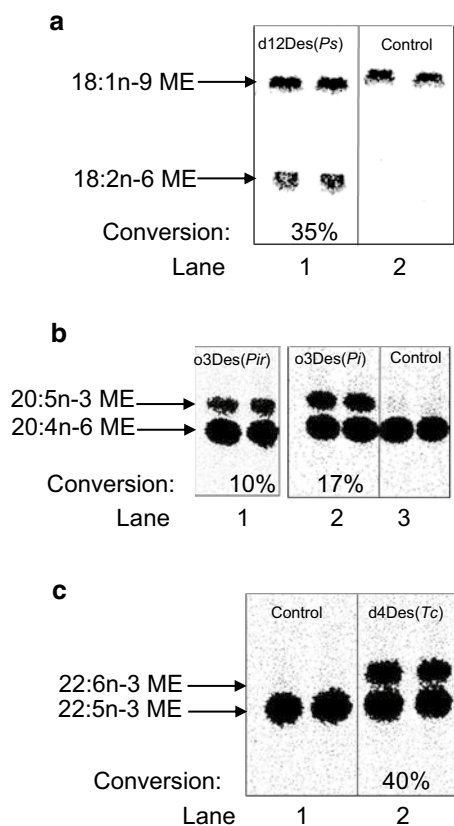 a
d12Des(Ps) Control
18:1n-9 ME
18:2n-6 ME
Conversion: 35%
Lane 1 2
b
o3Des(Pir) o3Des(Pi) Control
20:5n-3 ME
20:4n-6 ME
Conversion: 10% 17%
Lane 1 2 3
c
Control d4Des(Tc)
22:6n-3 ME
22:5n-3 ME
Conversion: 40%
Lane 1 2